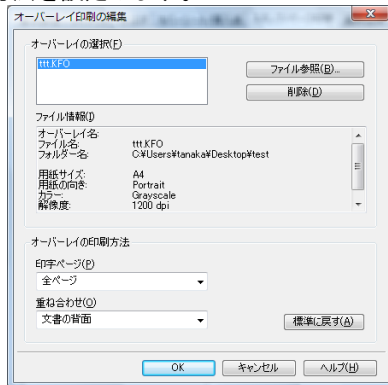 オーバーレイ印刷の編集
オーバーレイの選択(F)
ttt.KFO
ファイル参照(B)...
削除(D)
ファイル情報(I)
オーバーレイ名:
ファイル名: ttt.KFO
フォルダー名: C:¥Users¥tanaka¥Desktop¥test
用紙サイズ: A4
用紙の向き: Portrait
カラー: Grayscale
解像度: 1200 dpi
オーバーレイの印刷方法
印字ページ(P)
全ページ
重ね合わせ(O)
文書の背面
標準に戻す(A)
OK キャンセル ヘルプ(H)